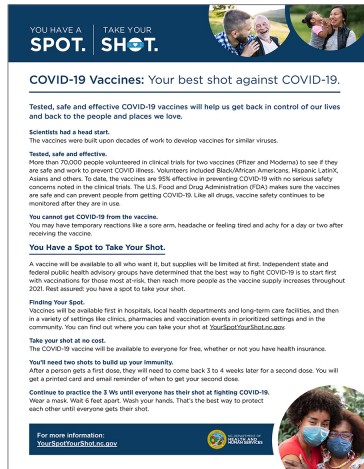 YOU HAVE A
SPOT.
TAKE YOUR
SHOT.
COVID-19 Vaccines: Your best shot against COVID-19.
Tested, safe and effective COVID-19 vaccines will help us get back in control of our lives
and back to the people and places we love.
Scientists had a head start.
The vaccines were built upon decades of work to develop vaccines for similar viruses.
Tested, safe and effective.
More than 70,000 people volunteered in clinical trials for two vaccines (Pfizer and Moderna) to see if they
are safe and work to prevent COVID illness. Volunteers included Black/African Americans, Hispanic LatinX,
Asians and others. To date, the vaccines are 95% effective in preventing COVID-19 with no serious safety
concerns noted in the clinical trials. The U.S. Food and Drug Administration (FDA) makes sure the vaccines
are safe and can prevent people from getting COVID-19. Like all drugs, vaccine safety continues to be
monitored after they are in use.
You cannot get COVID-19 from the vaccine.
You may have temporary reactions like a sore arm, headache or feeling tired and achy for a day or two after
receiving the vaccine.
You Have a Spot to Take Your Shot.
A vaccine will be available to all who want it, but supplies will be limited at first. Independent state and
federal public health advisory groups have determined that the best way to fight COVID-19 is to start first
with vaccinations for those most at-risk, then reach more people as the vaccine supply increases throughout
2021. Rest assured: you have a spot to take your shot.
Finding Your Spot.
Vaccines will be available first in hospitals, local health departments and long-term care facilities, and then
in a variety of settings like clinics, pharmacies and vaccination events in prioritized settings and in the
community. You can find out where you can take your shot at YourSpotYourShot.nc.gov.
Take your shot at no cost.
The COVID-19 vaccine will be available to everyone for free, whether or not you have health insurance.
You'll need two shots to build up your immunity.
After a person gets a first dose, they will need to come back 3 to 4 weeks later for a second dose. You will
get a printed card and email reminder of when to get your second dose.
Continue to practice the 3 Ws until everyone has their shot at fighting COVID-19.
Wear a mask. Wait 6 feet apart. Wash your hands. That's the best way to protect
each other until everyone gets their shot.
For more information:
YourSpotYourShot.nc.gov
NC DEPARTMENT OF
HEALTH AND
HUMAN SERVICES